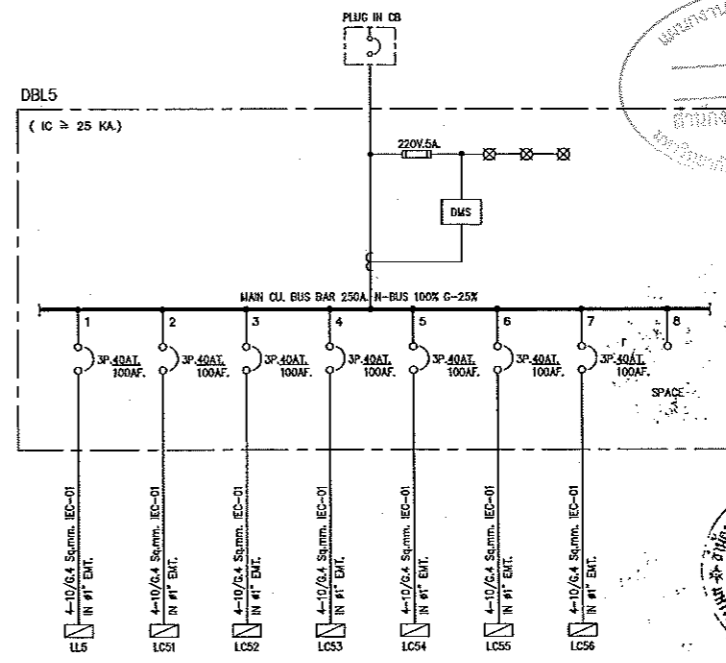 PLUG IN CB
DBL5
( IC ≥ 25 KA.)
220V.5A.
DMS
MAIN CU. BUS BAR 250A. N-BUS 100% G-25%
1
2
3
4
5
6
7
8
3P.40AT.
100AF.
3P.40AT.
100AF.
3P.40AT.
100AF.
3P.40AT.
100AF.
3P.40AT.
100AF.
3P.40AT.
100AF.
3P.40AT.
100AF.
SPACE
4-10/G.4 Sq.mm. IEC-01
IN ø1" EMT.
4-10/G.4 Sq.mm. IEC-01
IN ø1" EMT.
4-10/G.4 Sq.mm. IEC-01
IN ø1" EMT.
4-10/G.4 Sq.mm. IEC-01
IN ø1" EMT.
4-10/G.4 Sq.mm. IEC-01
IN ø1" EMT.
4-10/G.4 Sq.mm. IEC-01
IN ø1" EMT.
4-10/G.4 Sq.mm. IEC-01
IN ø1" EMT.
LL5
LC51
LC52
LC53
LC54
LC55
LC56